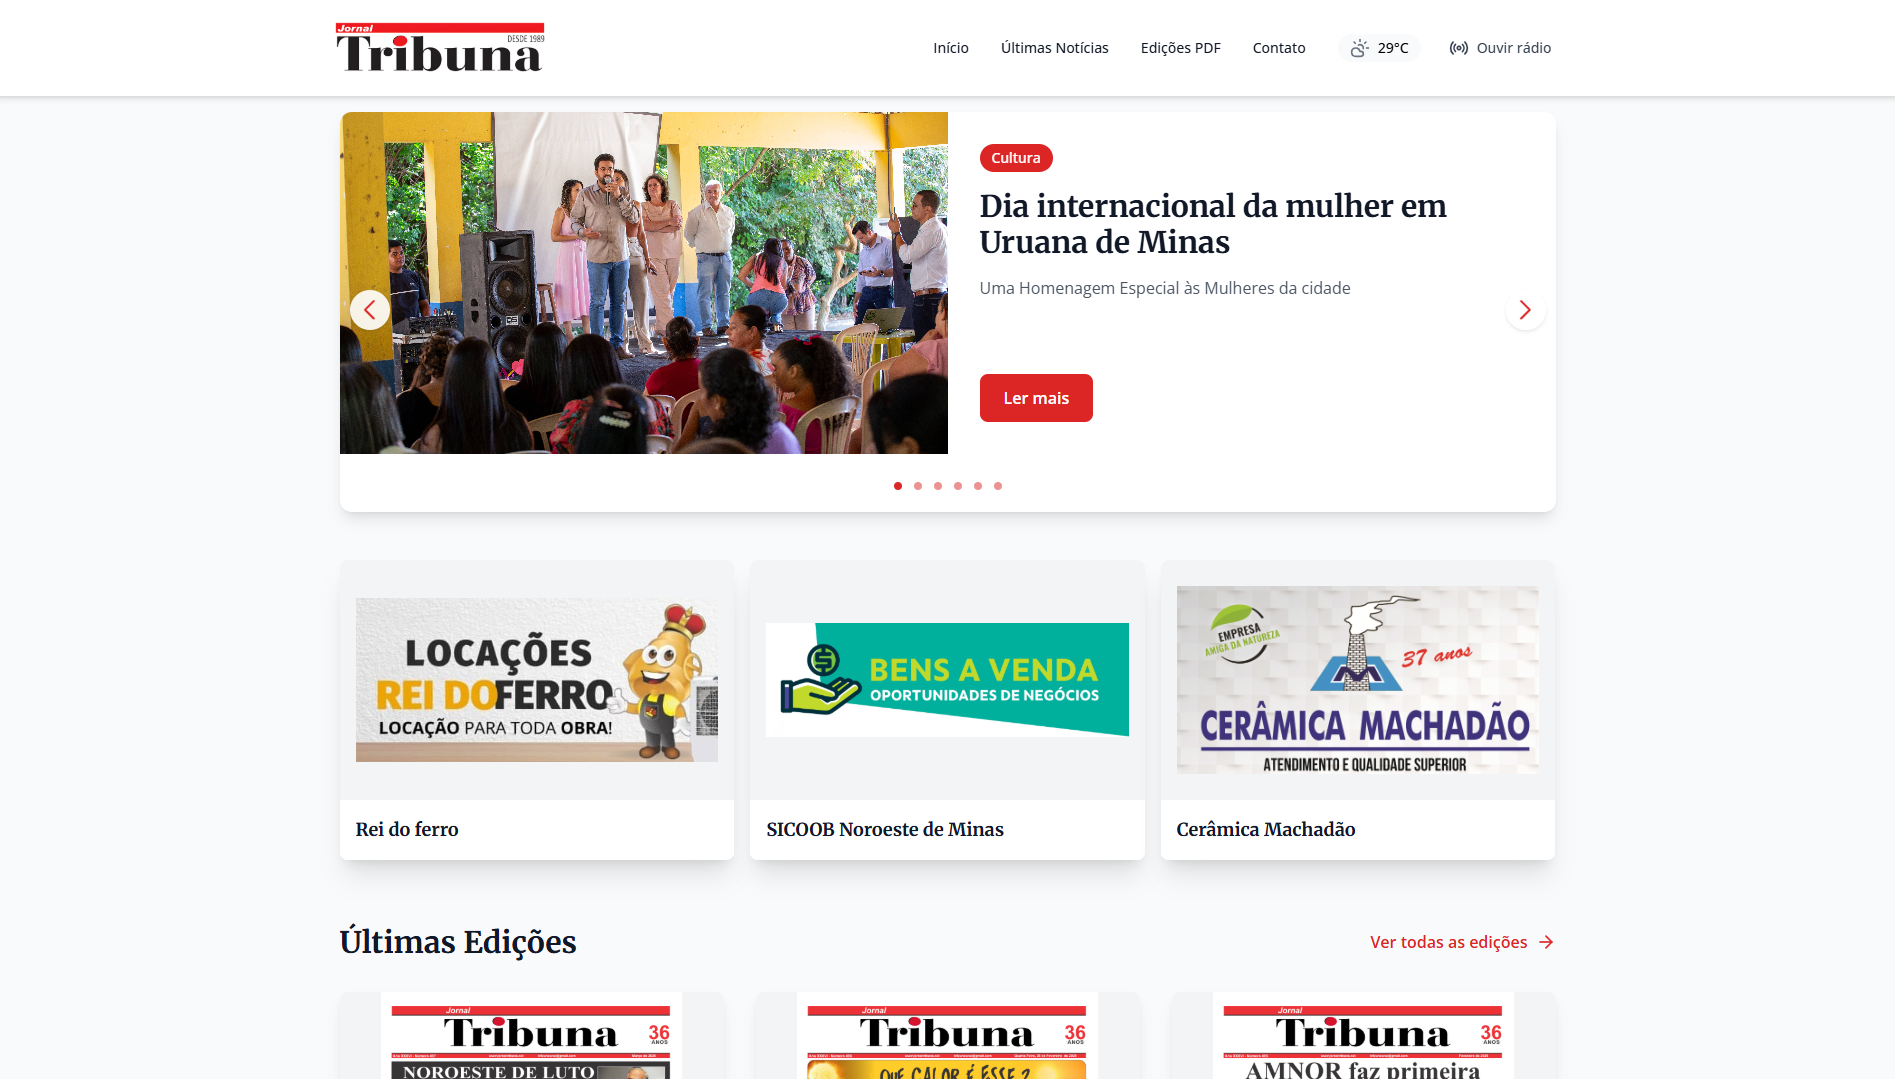 Jornal
DESDE 1989
Tribuna
Início
Últimas Notícias
Edições PDF
Contato
29°C
Ouvir rádio
Cultura
Dia internacional da mulher em
Uruana de Minas
Uma Homenagem Especial às Mulheres da cidade
Ler mais
LOCAÇÕES
REI DO FERRO
LOCAÇÃO PARA TODA OBRA!
Rei do ferro
$
BENS A VENDA
OPORTUNIDADES DE NEGÓCIOS
SICOOB Noroeste de Minas
EMPRESA
AMIGA DA NATUREZA
37 anos
CERÂMICA MACHADÃO
ATENDIMENTO E QUALIDADE SUPERIOR
Cerâmica Machadão
Últimas Edições
Ver todas as edições
Jornal
Tribuna
36
ANOS
NOROESTE DE LUTO
Jornal
Tribuna
36
ANOS
QUE CALOR É ESSE ?
Jornal
Tribuna
36
ANOS
AMNOR faz primeira